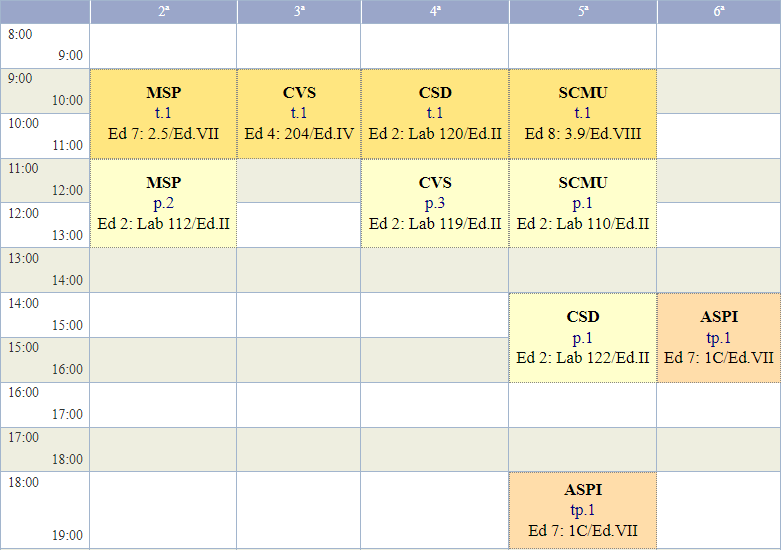 2ª 3ª 4ª 5ª 6ª
8:00
9:00
9:00
10:00
MSP
t.1
Ed 7: 2.5/Ed.VII
CVS
t.1
Ed 4: 204/Ed.IV
CSD
t.1
Ed 2: Lab 120/Ed.II
SCMU
t.1
Ed 8: 3.9/Ed.VIII
10:00
11:00
11:00
12:00
MSP
p.2
Ed 2: Lab 112/Ed.II
CVS
p.3
Ed 2: Lab 119/Ed.II
SCMU
p.1
Ed 2: Lab 110/Ed.II
12:00
13:00
13:00
14:00
14:00
15:00
CSD
p.1
Ed 2: Lab 122/Ed.II
ASPI
tp.1
Ed 7: 1C/Ed.VII
15:00
16:00
16:00
17:00
17:00
18:00
18:00
19:00
ASPI
tp.1
Ed 7: 1C/Ed.VII